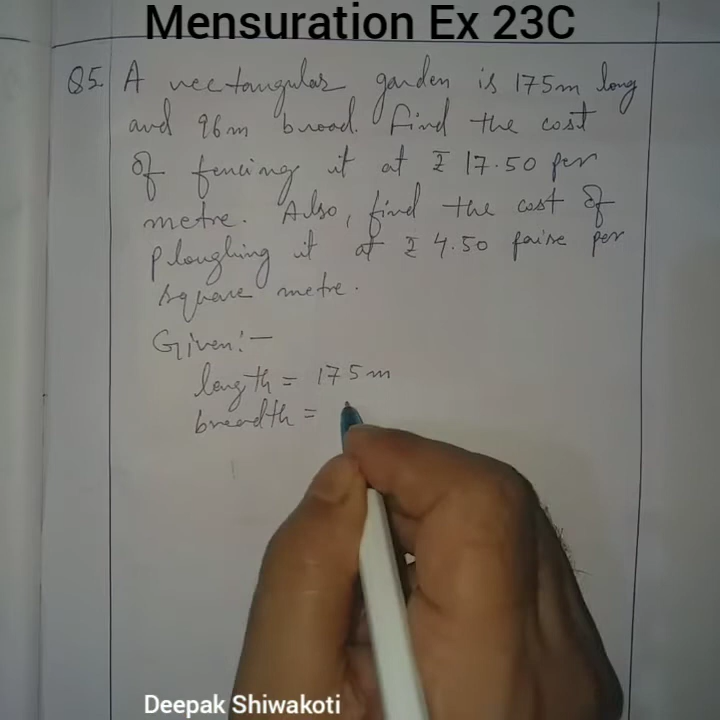 Mensuration Ex 23C
Q5. A rectangular garden is 175m long
and 96m broad. Find the cost
of fencing it at ₹ 17.50 per
metre. Also, find the cost of
Ploughing it at ₹ 4.50 paise per
square metre.
Given:-
length = 175m
breadth =
Deepak Shiwakoti